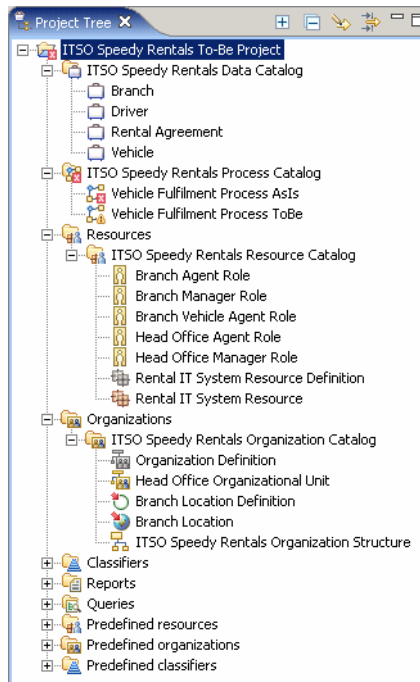 Project Tree
ITSO Speedy Rentals To-Be Project
ITSO Speedy Rentals Data Catalog
Branch
Driver
Rental Agreement
Vehicle
ITSO Speedy Rentals Process Catalog
Vehicle Fulfilment Process AsIs
Vehicle Fulfilment Process ToBe
Resources
ITSO Speedy Rentals Resource Catalog
Branch Agent Role
Branch Manager Role
Branch Vehicle Agent Role
Head Office Agent Role
Head Office Manager Role
Rental IT System Resource Definition
Rental IT System Resource
Organizations
ITSO Speedy Rentals Organization Catalog
Organization Definition
Head Office Organizational Unit
Branch Location Definition
Branch Location
ITSO Speedy Rentals Organization Structure
Classifiers
Reports
Queries
Predefined resources
Predefined organizations
Predefined classifiers